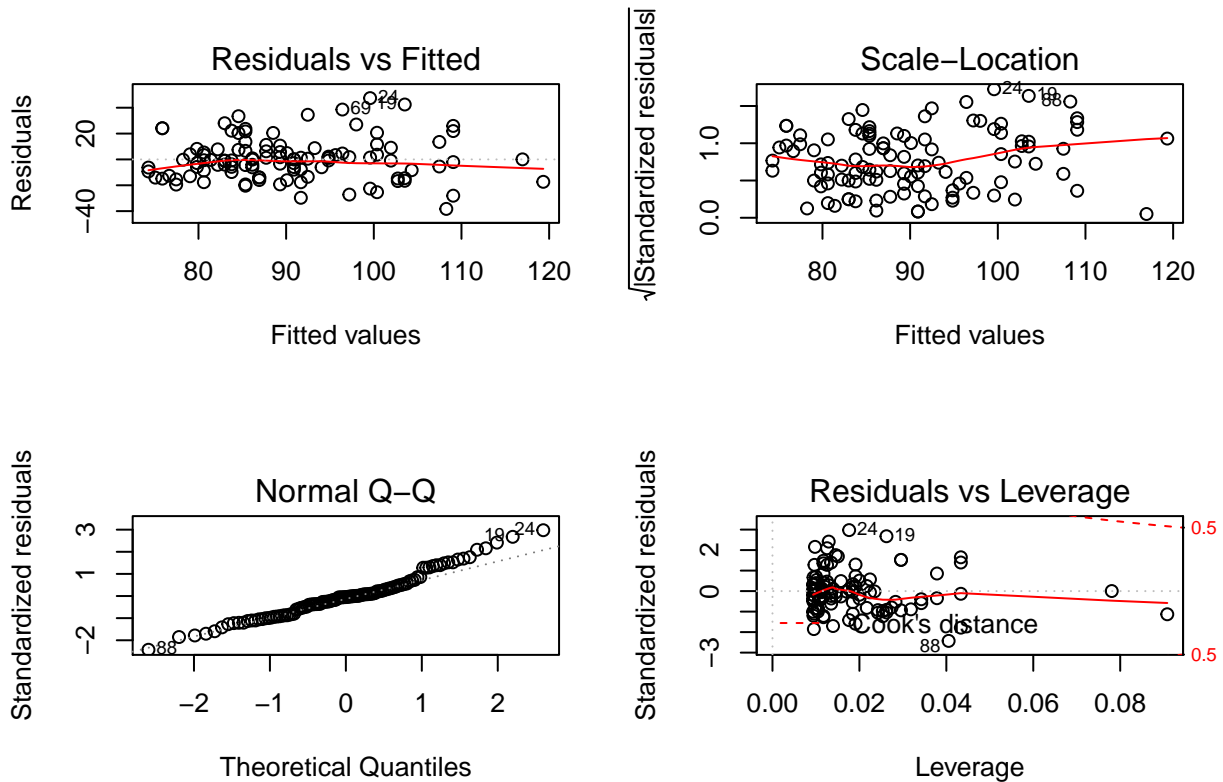 Residuals vs Fitted
Residuals
20
−40
69
24
19
80 90 100 110 120
Fitted values
Scale−Location
√|Standardized residuals|
1.0
0.0
24
19
88
80 90 100 110 120
Fitted values
Normal Q−Q
Standardized residuals
3
1
−2
19
24
88
−2 −1 0 1 2
Theoretical Quantiles
Residuals vs Leverage
Standardized residuals
2
0
−3
24
19
88
Cook's distance
0.5
0.5
0.00 0.02 0.04 0.06 0.08
Leverage